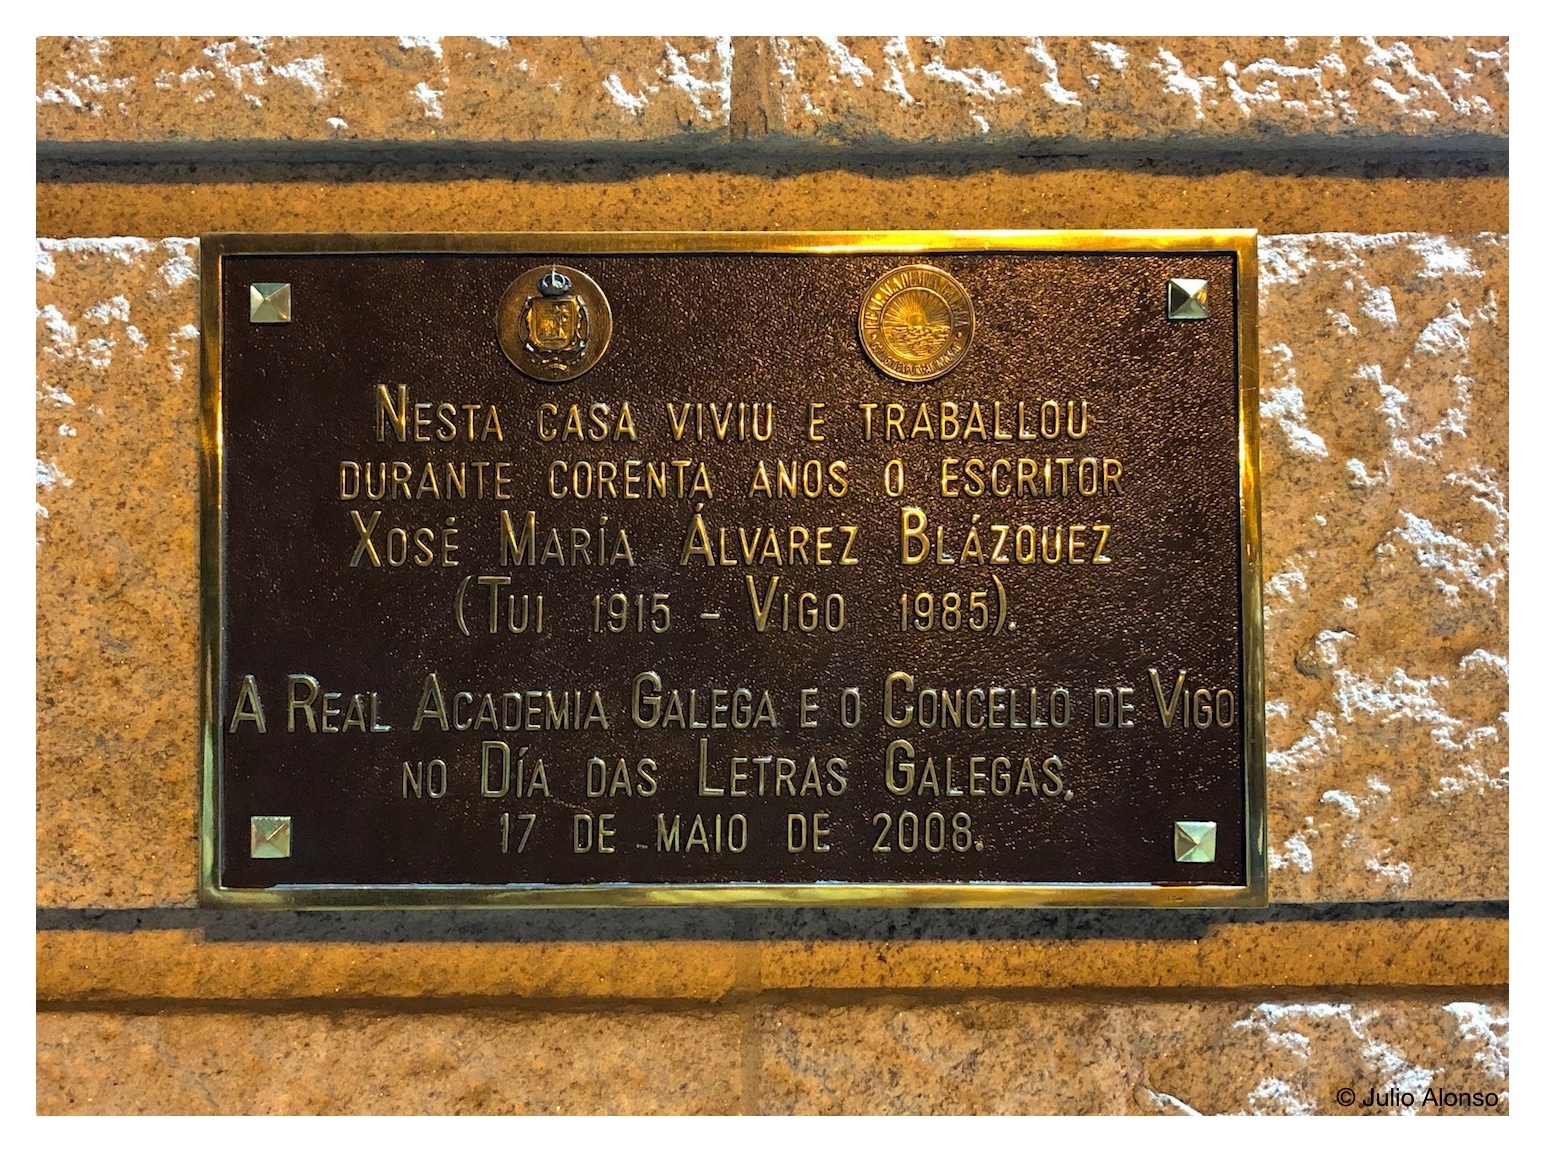 Nesta casa viviu e traballou
durante corenta anos o escritor
Xosé María Álvarez Blázquez
(Tui 1915 - Vigo 1985).
A Real Academia Galega e o Concello de Vigo
no Día das Letras Galegas,
17 de maio de 2008.
© Julio Alonso